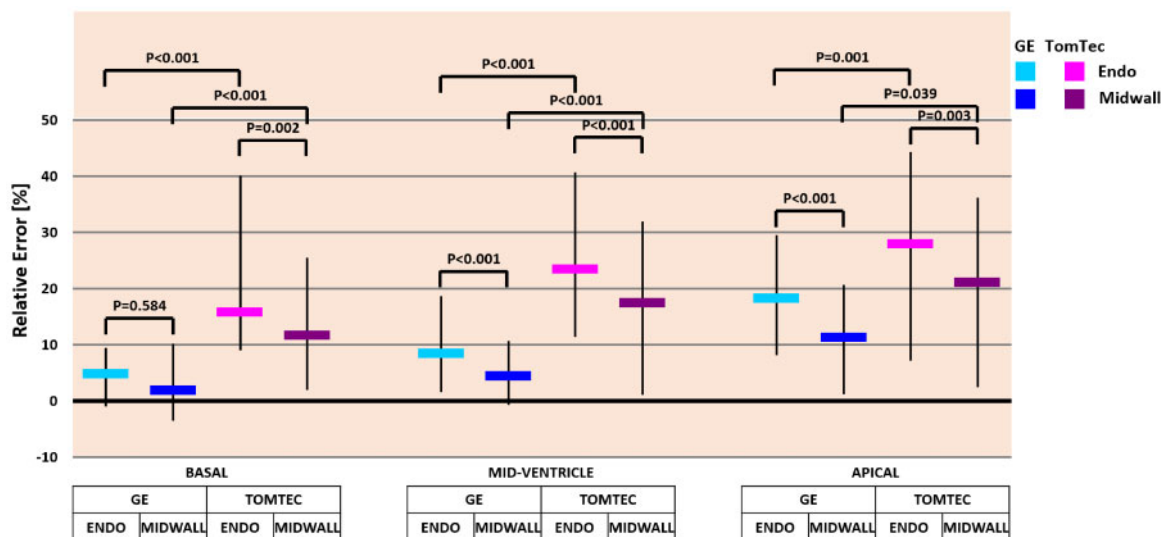 GE TomTec
Endo
Midwall
P<0.001
P<0.001
P=0.002
P=0.584
P<0.001
P<0.001
P<0.001
P<0.001
P=0.001
P=0.039
P=0.003
P<0.001
Relative Error [%]
50
40
30
20
10
0
-10
BASAL MID-VENTRICLE APICAL
GE TOMTEC GE TOMTEC GE TOMTEC
ENDO MIDWALL ENDO MIDWALL ENDO MIDWALL ENDO MIDWALL ENDO MIDWALL ENDO MIDWALL